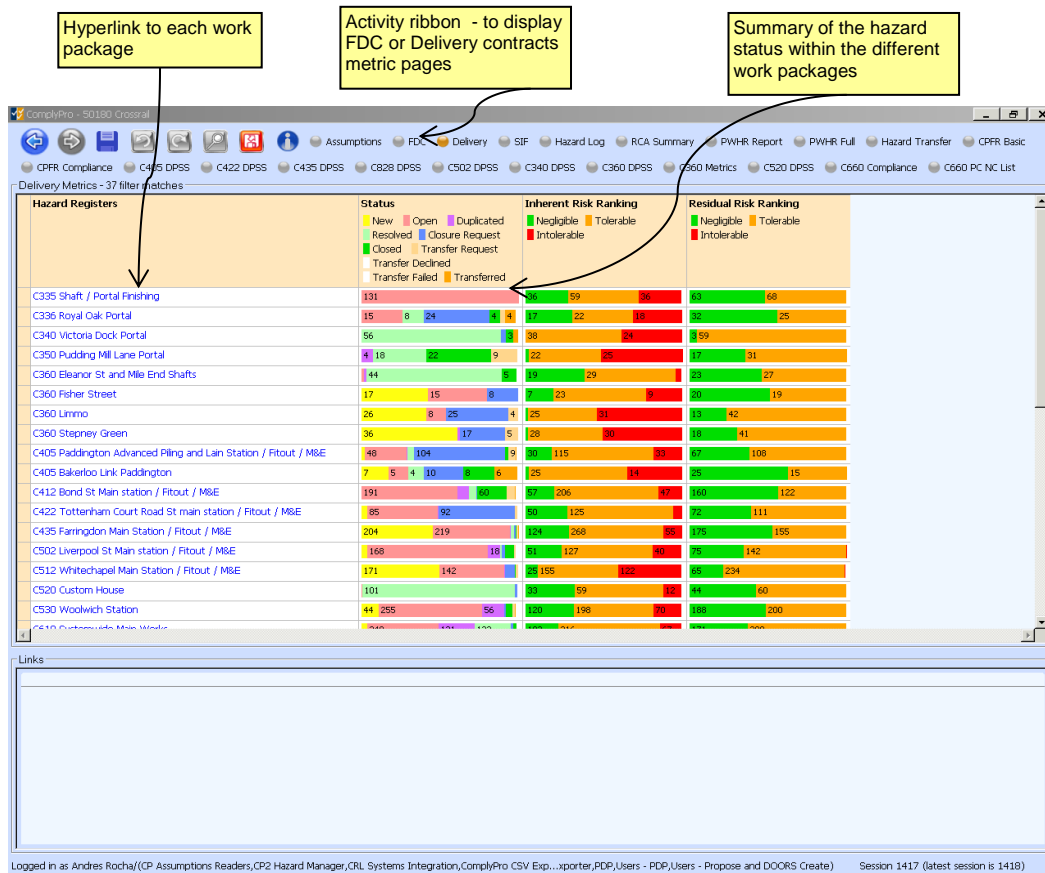 Hyperlink to each work
package
Activity ribbon - to display
FDC or Delivery contracts
metric pages
Summary of the hazard
status within the different
work packages
ComplyPro - 50180 Crossrail
Assumptions FDC Delivery SIF Hazard Log RCA Summary PWHR Report PWHR Full Hazard Transfer CPFR Basic
CPFR Compliance C405 DPSS C422 DPSS C435 DPSS C828 DPSS C502 DPSS C340 DPSS C360 DPSS C360 Metrics C520 DPSS C660 Compliance C660 PC NC List
Delivery Metrics - 37 filter matches
Hazard Registers Status Inherent Risk Ranking Residual Risk Ranking
New Open Duplicated Negligible Tolerable Negligible Tolerable
Resolved Closure Request Intolerable Intolerable
Closed Transfer Request
Transfer Declined
Transfer Failed Transferred
C335 Shaft / Portal Finishing 131 36 59 36 63 68
C336 Royal Oak Portal 15 8 24 4 4 17 22 18 32 25
C340 Victoria Dock Portal 56 3 38 24 3 59
C350 Pudding Mill Lane Portal 4 18 22 9 22 25 17 31
C360 Eleanor St and Mile End Shafts 44 5 19 29 23 27
C360 Fisher Street 17 15 8 7 23 9 20 19
C360 Limmo 26 8 25 4 25 31 13 42
C360 Stepney Green 36 17 5 28 30 18 41
C405 Paddington Advanced Piling and Lain Station / Fitout / M&E 48 104 9 30 115 33 67 108
C405 Bakerloo Link Paddington 7 5 4 10 8 6 25 14 25 15
C412 Bond St Main station / Fitout / M&E 191 60 57 206 47 160 122
C422 Tottenham Court Road St main station / Fitout / M&E 85 92 50 125 72 111
C435 Farringdon Main Station / Fitout / M&E 204 219 124 268 55 175 155
C502 Liverpool St Main station / Fitout / M&E 168 18 51 127 40 75 142
C512 Whitechapel Main Station / Fitout / M&E 171 142 25 155 122 65 234
C520 Custom House 101 33 59 12 44 60
C530 Woolwich Station 44 255 56 120 198 70 188 200
Links
Logged in as Andres Rocha/(CP Assumptions Readers,CP2 Hazard Manager,CRL Systems Integration,ComplyPro CSV Exp...xporter,PDP,Users - PDP,Users - Propose and DOORS Create) Session 1417 (latest session is 1418)